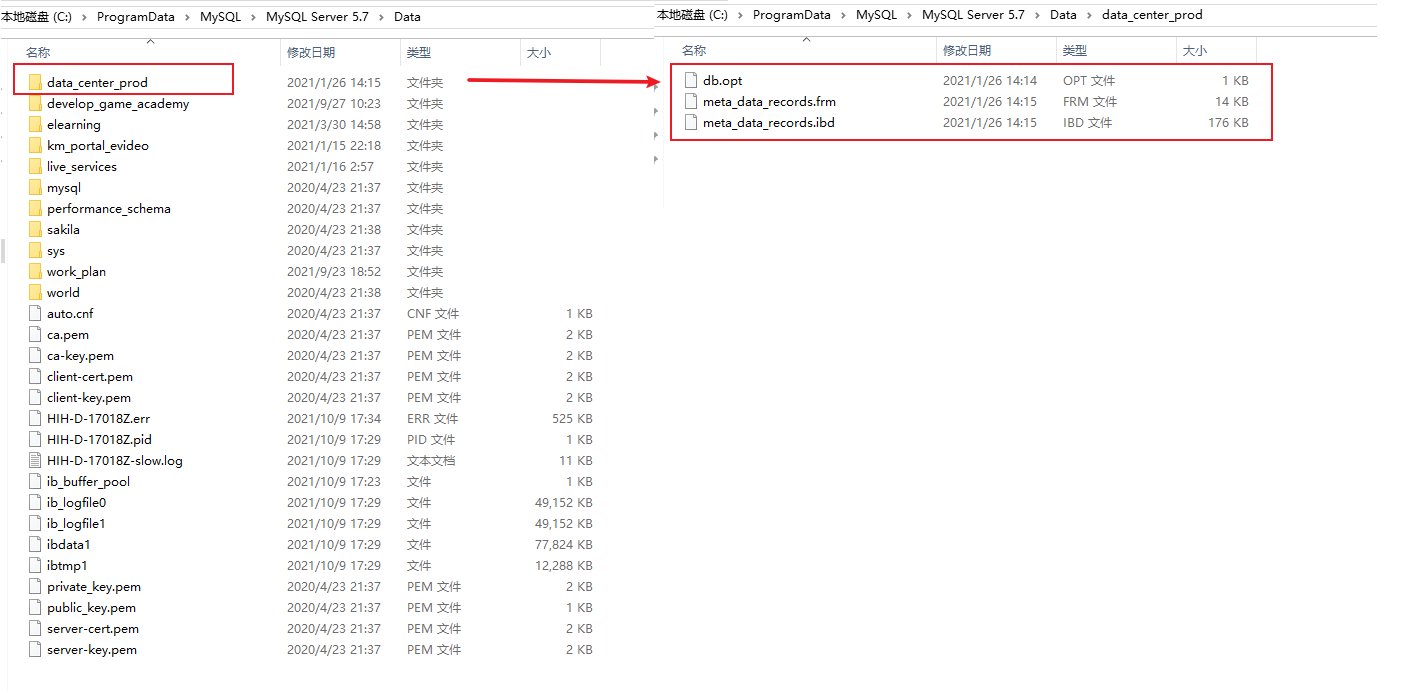 本地磁盘 (C:) › ProgramData › MySQL › MySQL Server 5.7 › Data
名称 修改日期 类型 大小
data_center_prod 2021/1/26 14:15 文件夹
develop_game_academy 2021/9/27 10:23 文件夹
elearning 2021/3/30 14:58 文件夹
km_portal_evideo 2021/1/15 22:18 文件夹
live_services 2021/1/16 2:57 文件夹
mysql 2020/4/23 21:37 文件夹
performance_schema 2020/4/23 21:37 文件夹
sakila 2020/4/23 21:38 文件夹
sys 2020/4/23 21:37 文件夹
work_plan 2021/9/23 18:52 文件夹
world 2020/4/23 21:38 文件夹
auto.cnf 2020/4/23 21:37 CNF 文件 1 KB
ca.pem 2020/4/23 21:37 PEM 文件 2 KB
ca-key.pem 2020/4/23 21:37 PEM 文件 2 KB
client-cert.pem 2020/4/23 21:37 PEM 文件 2 KB
client-key.pem 2020/4/23 21:37 PEM 文件 2 KB
HIH-D-17018Z.err 2021/10/9 17:34 ERR 文件 525 KB
HIH-D-17018Z.pid 2021/10/9 17:29 PID 文件 1 KB
HIH-D-17018Z-slow.log 2021/10/9 17:29 文本文档 11 KB
ib_buffer_pool 2021/10/9 17:23 文件 1 KB
ib_logfile0 2021/10/9 17:29 文件 49,152 KB
ib_logfile1 2021/10/9 17:29 文件 49,152 KB
ibdata1 2021/10/9 17:29 文件 77,824 KB
ibtmp1 2021/10/9 17:29 文件 12,288 KB
private_key.pem 2020/4/23 21:37 PEM 文件 2 KB
public_key.pem 2020/4/23 21:37 PEM 文件 1 KB
server-cert.pem 2020/4/23 21:37 PEM 文件 2 KB
server-key.pem 2020/4/23 21:37 PEM 文件 2 KB
本地磁盘 (C:) › ProgramData › MySQL › MySQL Server 5.7 › Data › data_center_prod
名称 修改日期 类型 大小
db.opt 2021/1/26 14:14 OPT 文件 1 KB
meta_data_records.frm 2021/1/26 14:15 FRM 文件 14 KB
meta_data_records.ibd 2021/1/26 14:15 IBD 文件 176 KB